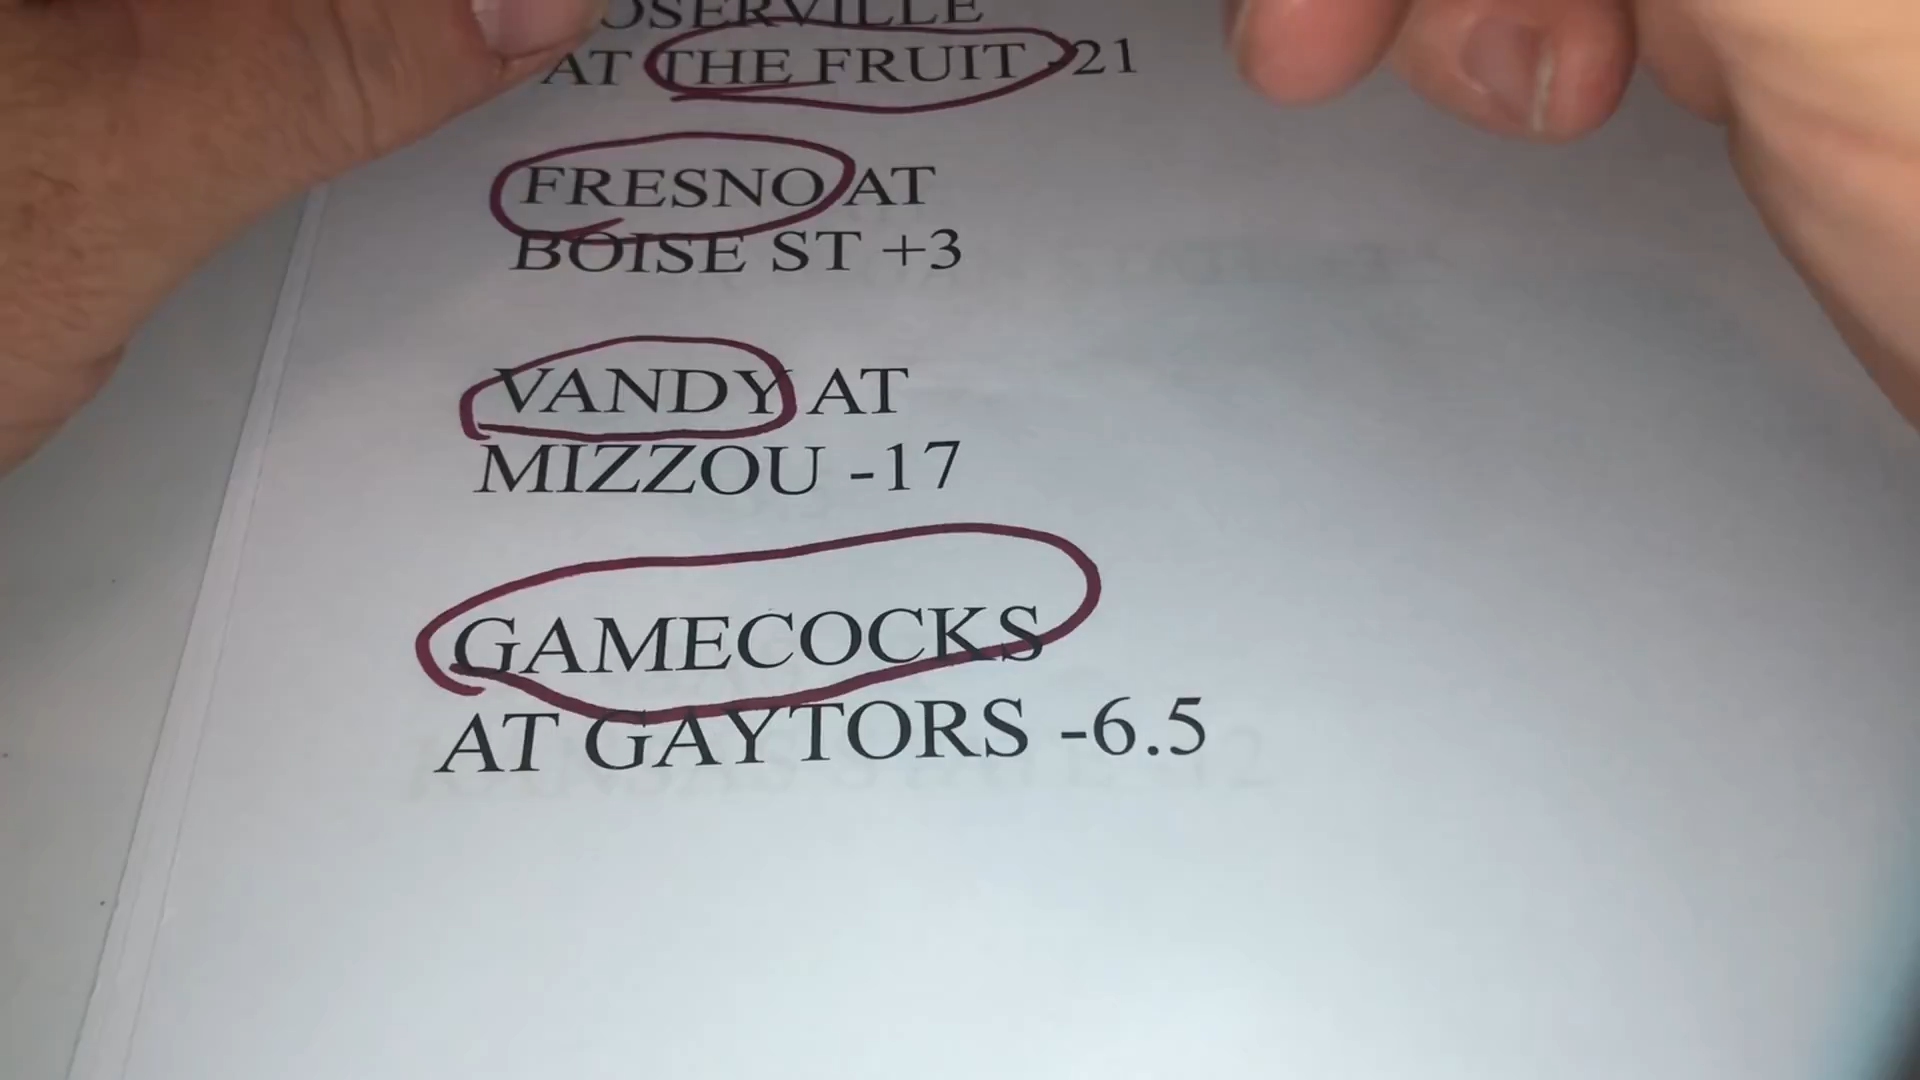 AT THE FRUIT -21
FRESNO AT
BOISE ST +3
VANDY AT
MIZZOU -17
GAMECOCKS
AT GAYTORS -6.5